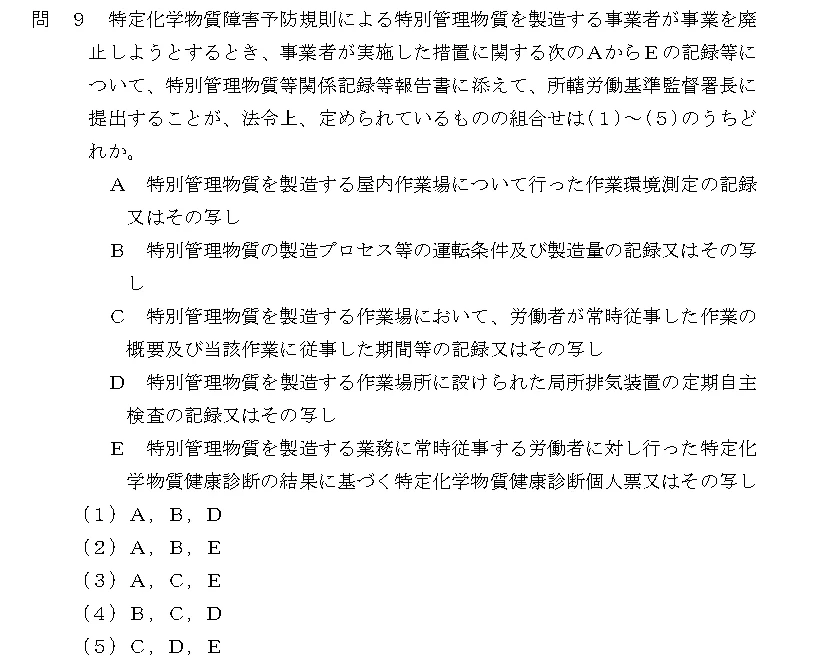 問 9 特定化学物質障害予防規則による特別管理物質を製造する事業者が事業を廃
止しようとするとき、事業者が実施した措置に関する次のAからEの記録等に
ついて、特別管理物質等関係記録等報告書に添えて、所轄労働基準監督署長に
提出することが、法令上、定められているものの組合せは(1)~(5)のうちど
れか。
A 特別管理物質を製造する屋内作業場について行った作業環境測定の記録
又はその写し
B 特別管理物質の製造プロセス等の運転条件及び製造量の記録又はその写
し
C 特別管理物質を製造する作業場において、労働者が常時従事した作業の
概要及び当該作業に従事した期間等の記録又はその写し
D 特別管理物質を製造する作業場所に設けられた局所排気装置の定期自主
検査の記録又はその写し
E 特別管理物質を製造する業務に常時従事する労働者に対し行った特定化
学物質健康診断の結果に基づく特定化学物質健康診断個人票又はその写し
(1) A, B, D
(2) A, B, E
(3) A, C, E
(4) B, C, D
(5) C, D, E